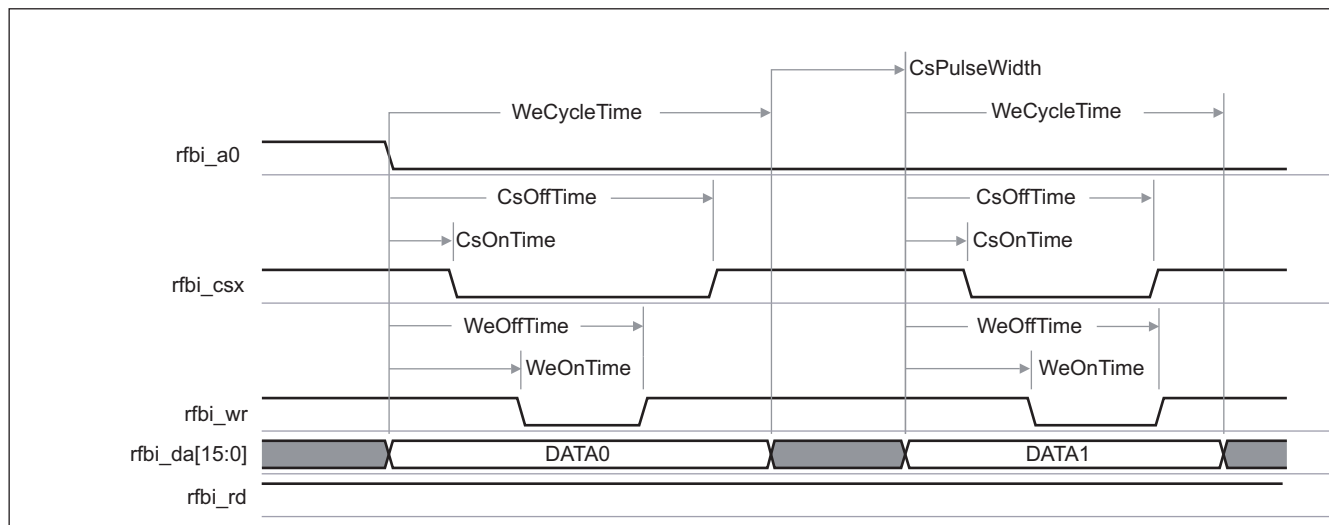 CsPulseWidth
WeCycleTime WeCycleTime
rfbi_a0
CsOffTime CsOffTime
CsOnTime CsOnTime
rfbi_csx
WeOffTime WeOffTime
WeOnTime WeOnTime
rfbi_wr
rfbi_da[15:0] DATA0 DATA1
rfbi_rd